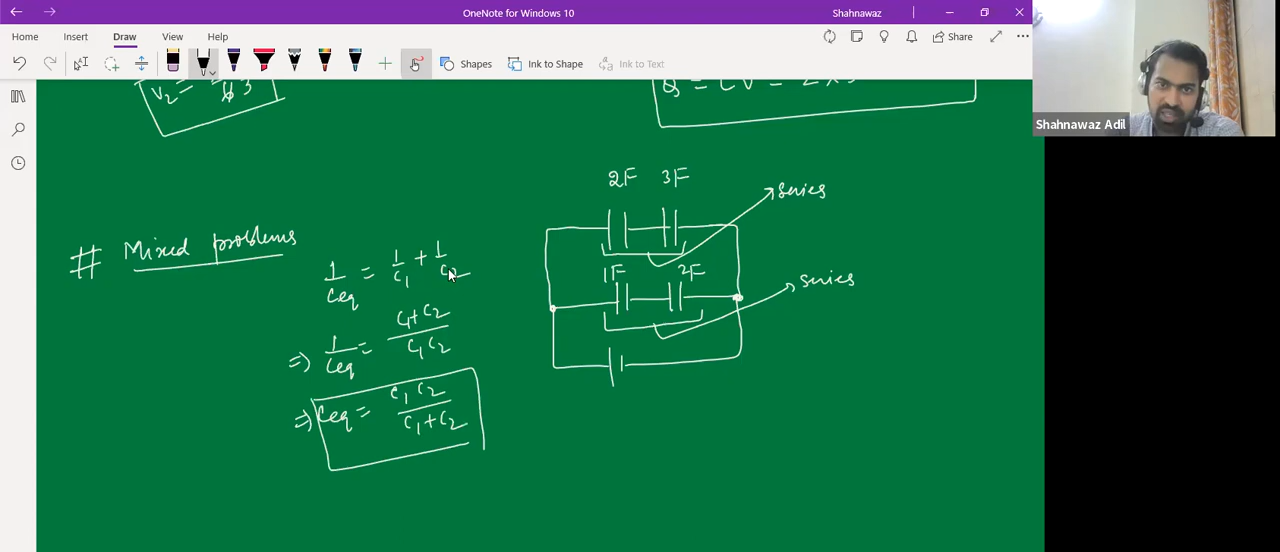 OneNote for Windows 10
Shahnawaz
Home Insert Draw View Help
Share
Shapes
Ink to Shape
Ink to Text
Shahnawaz Adil
V₂ =
Q = CV = 2 ×
# Mixed problems
1/Ceq = 1/C₁ + 1/C₂
⇒ 1/Ceq = C₁+C₂/C₁C₂
⇒ Ceq = C₁C₂/C₁+C₂
2F 3F
series
1F 2F
series